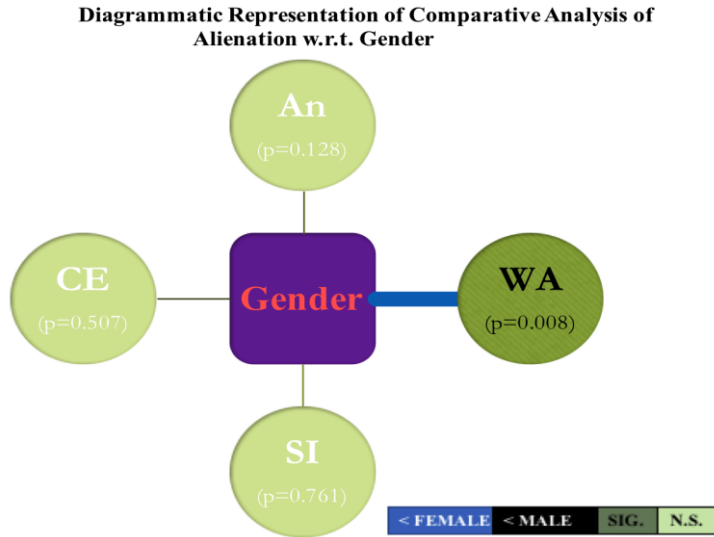 Diagrammatic Representation of Comparative Analysis of
Alienation w.r.t. Gender
An
(p=0.128)
CE
(p=0.507)
Gender
WA
(p=0.008)
SI
(p=0.761)
< FEMALE < MALE SIG. N.S.